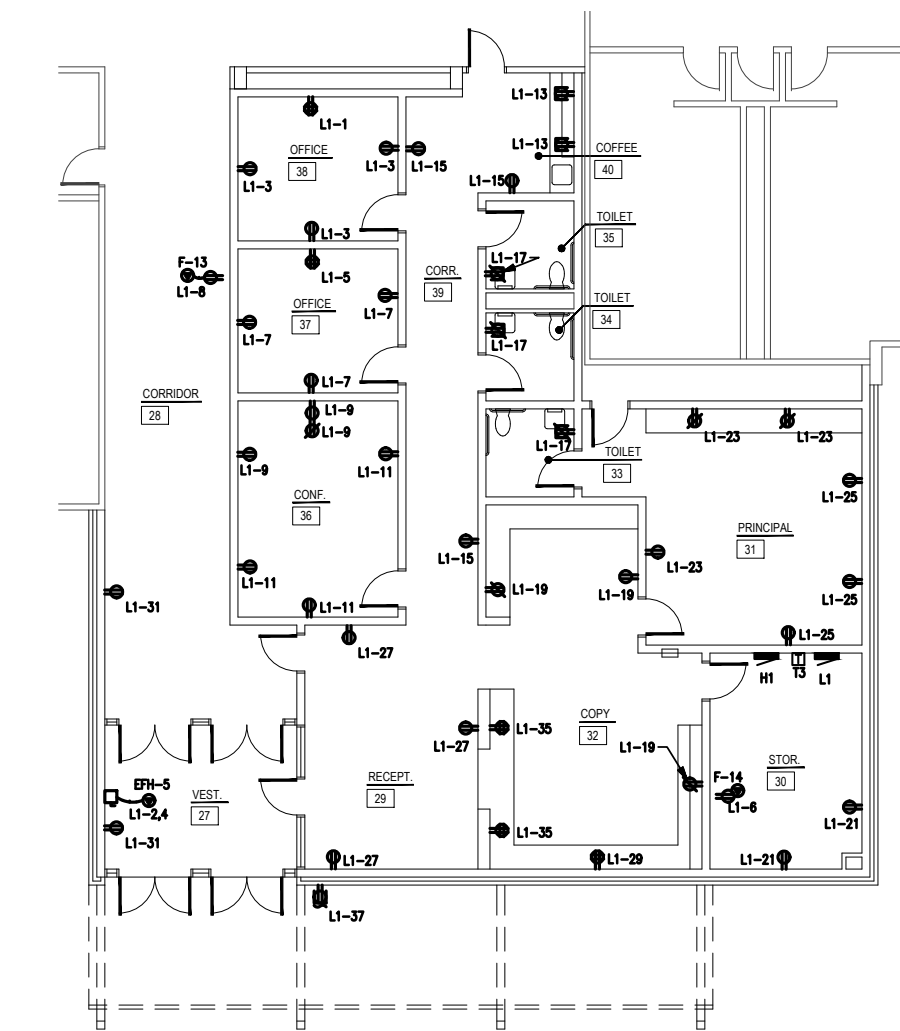 L1-13
L1-1
OFFICE
38
L1-3
L1-15
L1-13
COFFEE
40
L1-3
L1-15
L1-3
TOILET
35
F-13
L1-8
L1-5
CORR.
39
L1-17
OFFICE
37
L1-7
TOILET
34
L1-7
L1-17
L1-7
CORRIDOR
28
L1-9
L1-9
L1-17
L1-23
L1-23
L1-9
L1-11
TOILET
33
L1-25
CONF.
36
PRINCIPAL
31
L1-15
L1-23
L1-11
L1-19
L1-19
L1-25
L1-31
L1-11
L1-27
L1-25
H1
T3
L1
COPY
32
L1-27
L1-35
L1-19
STOR.
30
RECEPT.
29
F-14
L1-6
EFH-5
L1-2,4
VEST.
27
L1-21
L1-31
L1-35
L1-27
L1-29
L1-21
L1-37